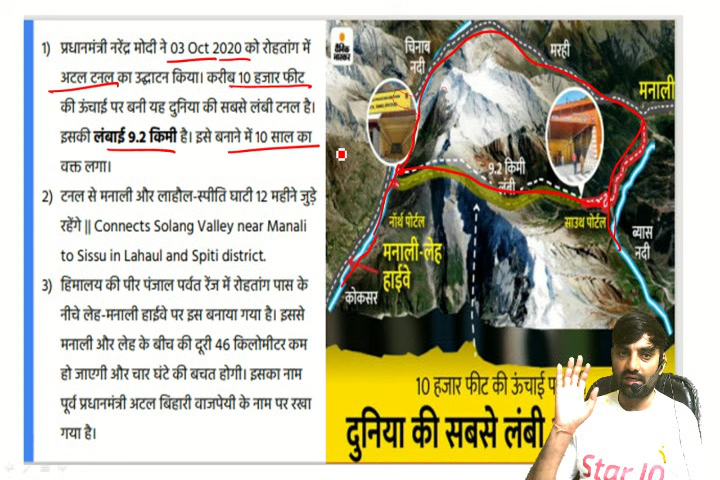 1) प्रधानमंत्री नरेंद्र मोदी ने 03 Oct 2020 को रोहतांग में
अटल टनल का उद्घाटन किया। करीब 10 हजार फीट
की ऊंचाई पर बनी यह दुनिया की सबसे लंबी टनल है।
इसकी लंबाई 9.2 किमी है। इसे बनाने में 10 साल का
वक्त लगा।
2) टनल से मनाली और लाहौल-स्पीति घाटी 12 महीने जुड़े
रहेंगे || Connects Solang Valley near Manali
to Sissu in Lahaul and Spiti district.
3) हिमालय की पीर पंजाल पर्वत रेंज में रोहतांग पास के
नीचे लेह-मनाली हाईवे पर इस बनाया गया है। इससे
मनाली और लेह के बीच की दूरी 46 किलोमीटर कम
हो जाएगी और चार घंटे की बचत होगी। इसका नाम
पूर्व प्रधानमंत्री अटल बिहारी वाजपेयी के नाम पर रखा
गया है।
दैनिक
भास्कर
चिनाब
नदी
मरही
मनाली
9.2 किमी
लंबी
नॉर्थ पोर्टल
साउथ पोर्टल
ब्यास
नदी
मनाली-लेह
हाईवे
कोकसर
10 हजार फीट की ऊंचाई प
दुनिया की सबसे लंबी
Star IQ